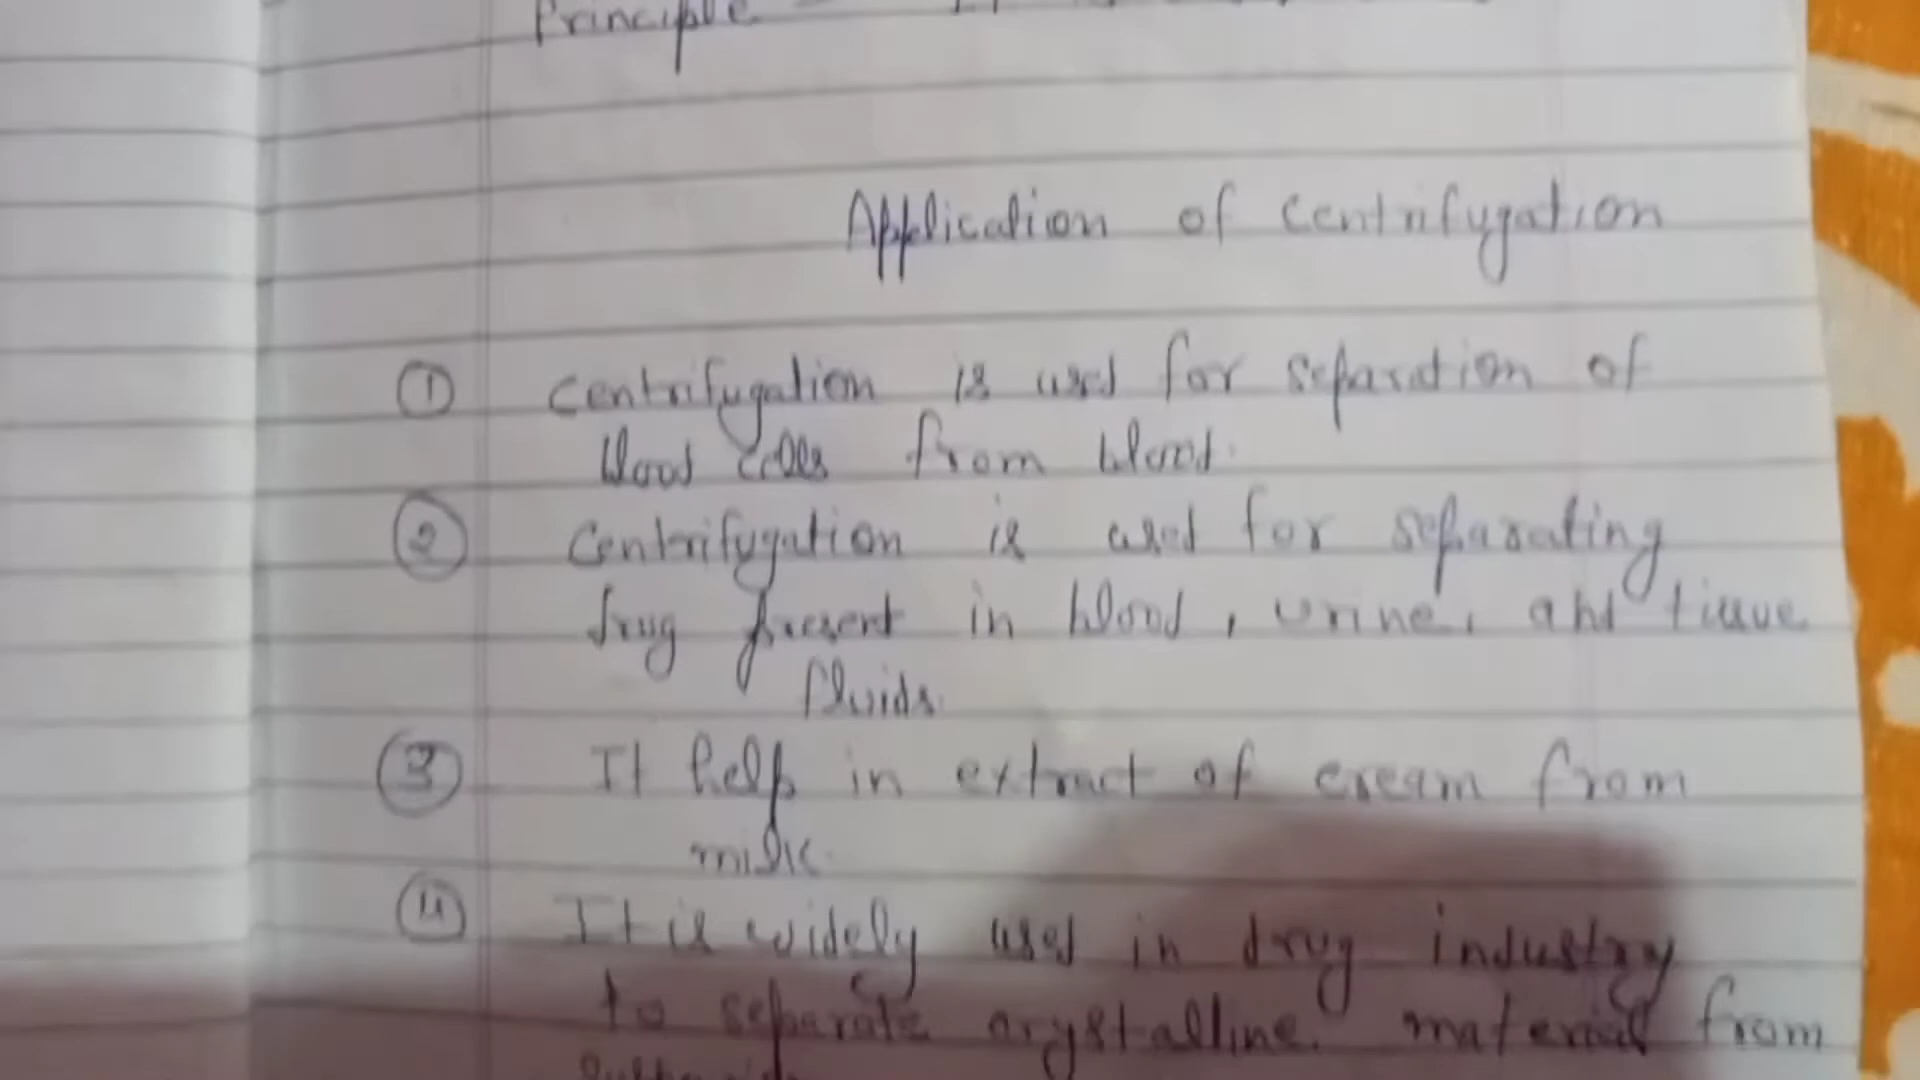 Principle
Application of centrifugation
① centrifugation is used for separation of
blood cells from blood.
② Centrifugation is used for separating
drug present in blood, urine, and tissue
fluids.
③ It help in extract of cream from
milk.
④ It is widely used in drug industry
to separate crystalline material from